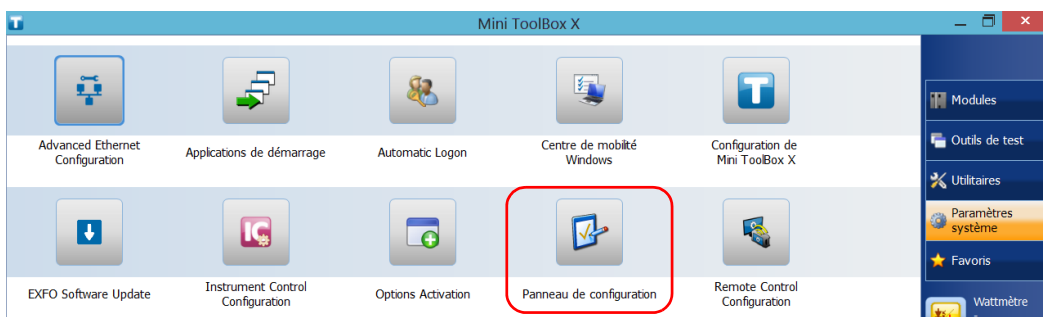 Mini ToolBox X
Advanced Ethernet
Configuration
Applications de démarrage
Automatic Logon
Centre de mobilité
Windows
Configuration de
Mini ToolBox X
EXFO Software Update
Instrument Control
Configuration
Options Activation
Panneau de configuration
Remote Control
Configuration
Modules
Outils de test
Utilitaires
Paramètres
système
Favoris
Wattmètre